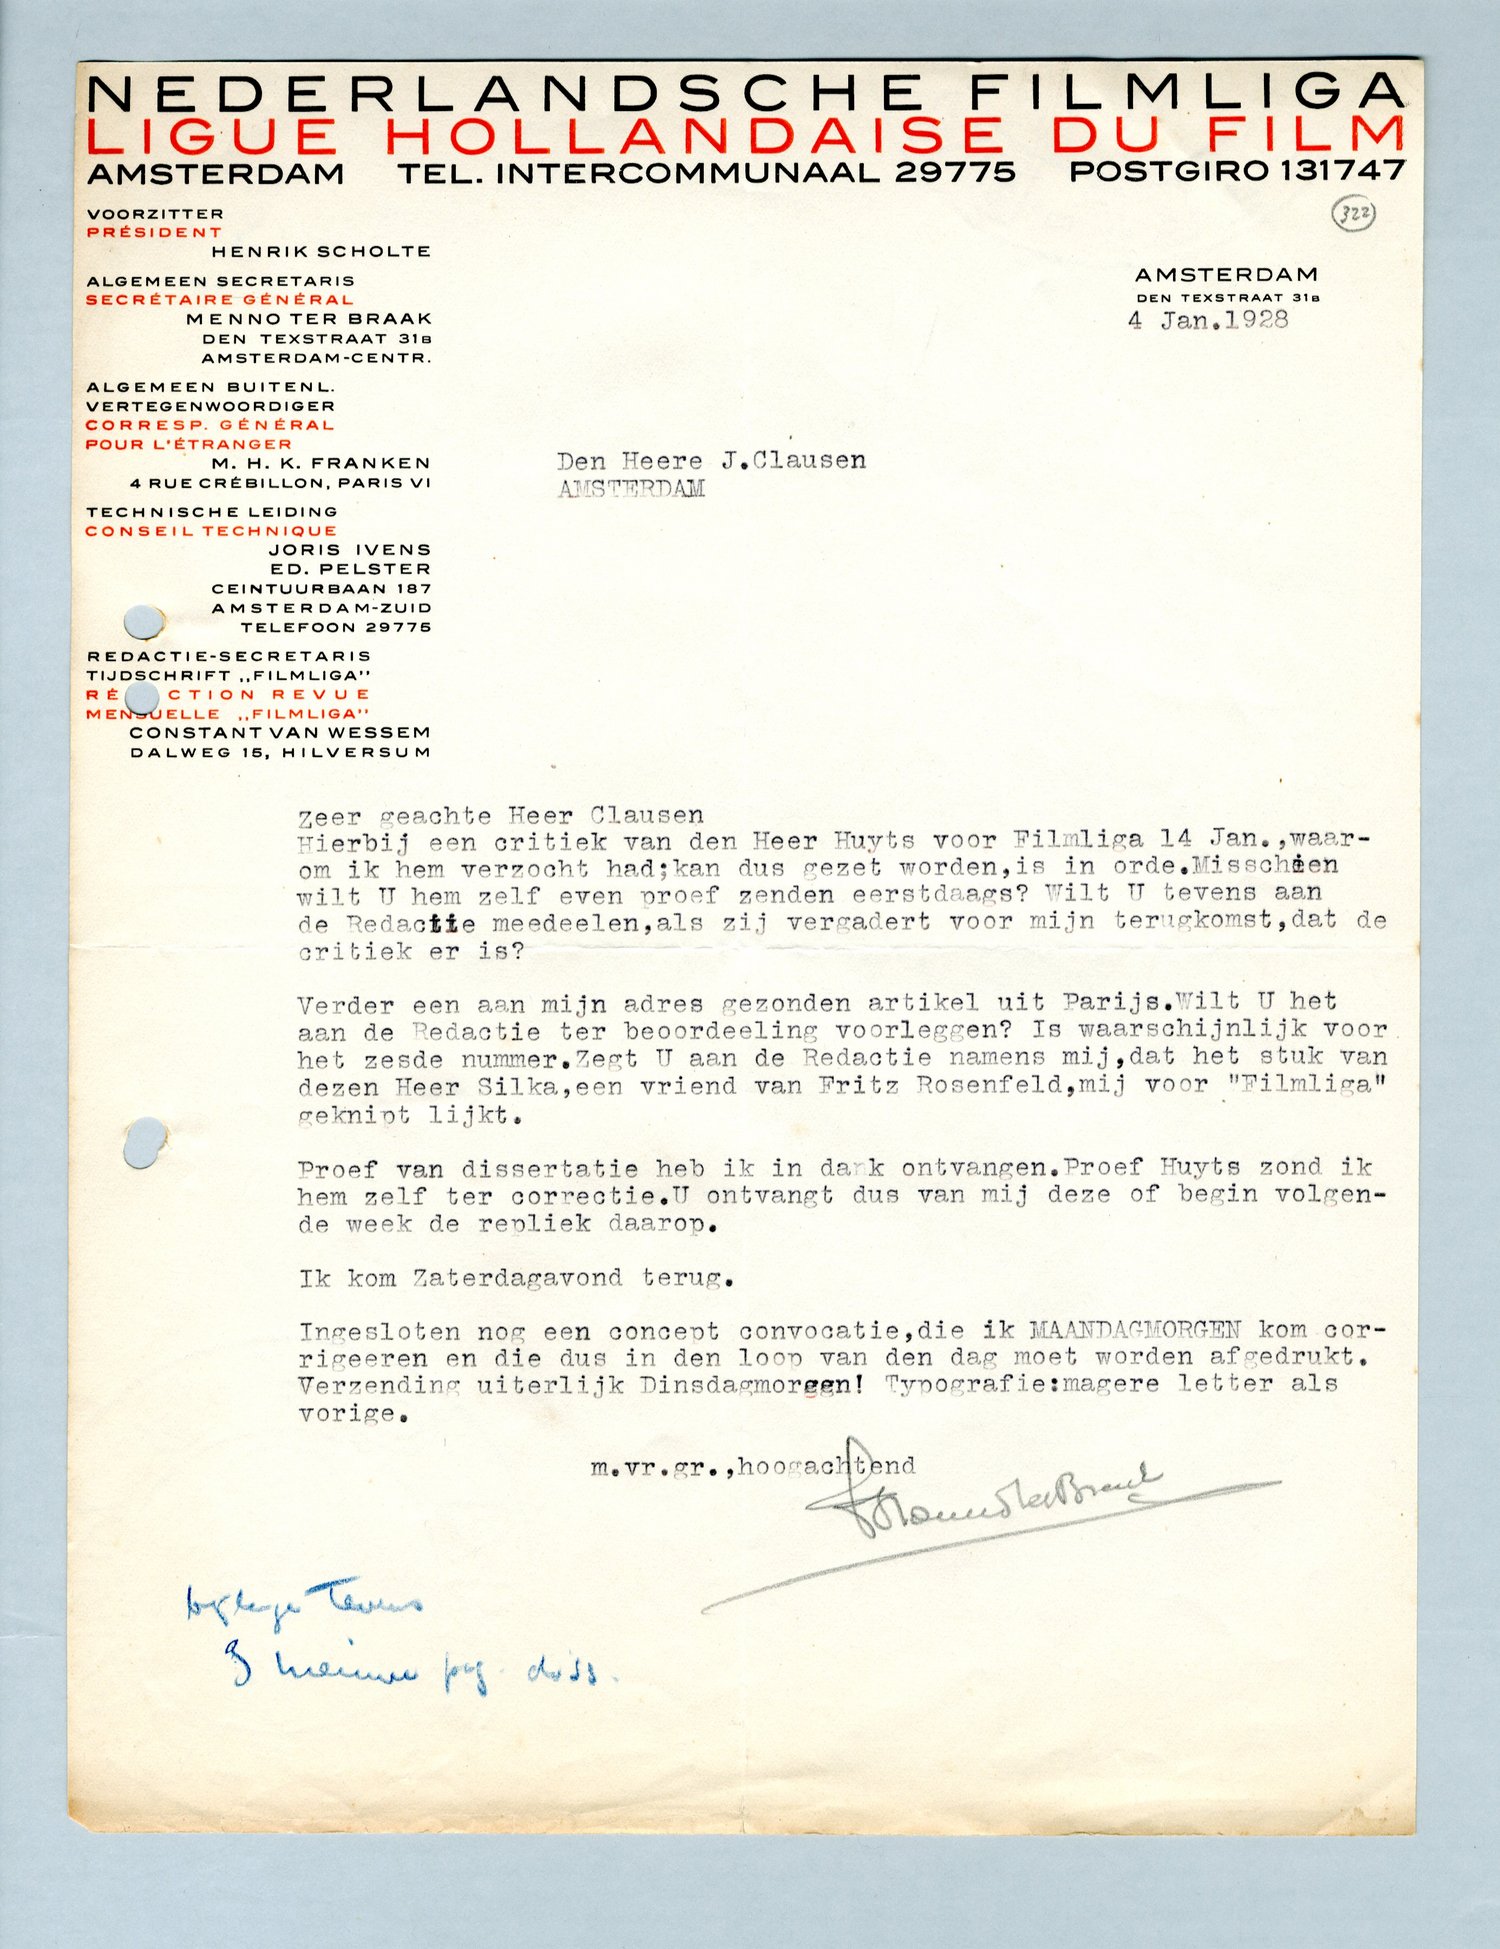 NEDERLANDSCHE FILMLIGA
LIGUE HOLLANDAISE DU FILM
AMSTERDAM TEL. INTERCOMMUNAAL 29775 POSTGIRO 131747
322
VOORZITTER
PRÉSIDENT
HENRIK SCHOLTE
ALGEMEEN SECRETARIS
SECRÉTAIRE GÉNÉRAL
MENNO TER BRAAK
DEN TEXSTRAAT 31B
AMSTERDAM-CENTR.
ALGEMEEN BUITENL.
VERTEGENWOORDIGER
CORRESP. GÉNÉRAL
POUR L'ÉTRANGER
M. H. K. FRANKEN
4 RUE CRÉBILLON, PARIS VI
TECHNISCHE LEIDING
CONSEIL TECHNIQUE
JORIS IVENS
ED. PELSTER
CEINTUURBAAN 187
AMSTERDAM-ZUID
TELEFOON 29775
REDACTIE-SECRETARIS
TIJDSCHRIFT „FILMLIGA"
RÉ CTION REVUE
MENSUELLE „FILMLIGA"
CONSTANT VAN WESSEM
DALWEG 15, HILVERSUM
AMSTERDAM
DEN TEXSTRAAT 31B
4 Jan.1928
Den Heere J.Clausen
AMSTERDAM
Zeer geachte Heer Clausen
Hierbij een critiek van den Heer Huyts voor Filmliga 14 Jan.,waar-
om ik hem verzocht had;kan dus gezet worden,is in orde.Misschien
wilt U hem zelf even proef zenden eerstdaags? Wilt U tevens aan
de Redactie meedeelen,als zij vergadert voor mijn terugkomst,dat de
critiek er is?
Verder een aan mijn adres gezonden artikel uit Parijs.Wilt U het
aan de Redactie ter beoordeeling voorleggen? Is waarschijnlijk voor
het zesde nummer.Zegt U aan de Redactie namens mij,dat het stuk van
dezen Heer Silka,een vriend van Fritz Rosenfeld,mij voor "Filmliga"
geknipt lijkt.
Proef van dissertatie heb ik in dank ontvangen.Proef Huyts zond ik
hem zelf ter correctie.U ontvangt dus van mij deze of begin volgen-
de week de repliek daarop.
Ik kom Zaterdagavond terug.
Ingesloten nog een concept convocatie,die ik MAANDAGMORGEN kom cor-
rigeeren en die dus in den loop van den dag moet worden afgedrukt.
Verzending uiterlijk Dinsdagmorgen! Typografie:magere letter als
vorige.
m.vr.gr.,hoogachtend
Menno ter Braak
3 nieuwe pag. diss.